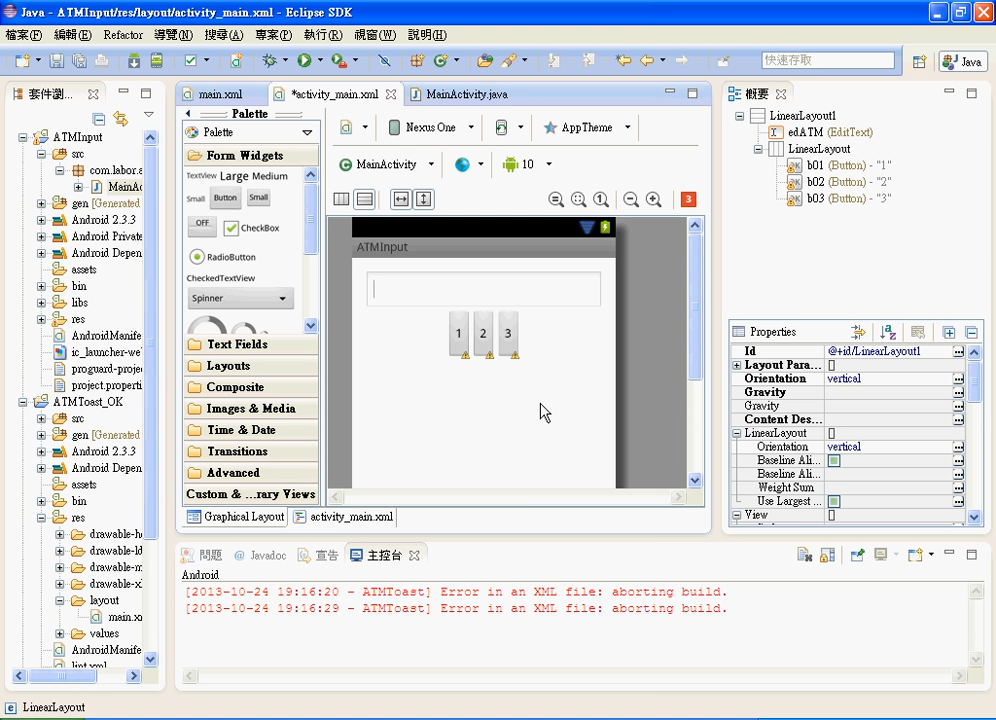 Java - ATMInput/res/layout/activity_main.xml - Eclipse SDK
檔案(F) 編輯(E) Refactor 導覽(N) 搜尋(A) 專案(P) 執行(R) 視窗(W) 說明(H)
快速存取
Java
套件瀏...
ATMInput
src
com.labor.a
MainAc
gen [Generated
Android 2.3.3
Android Private
Android Depen
assets
bin
libs
res
AndroidManife
ic_launcher-we
proguard-projec
project.properti
ATMToast_OK
src
gen [Generated
Android 2.3.3
Android Depen
assets
bin
res
drawable-h
drawable-ld
drawable-m
drawable-x
layout
main.xn
values
AndroidManife
lint.xml
main.xml
*activity_main.xml
MainActivity.java
Palette
Palette
Form Widgets
TextView Large Medium
Small Button Small
OFF CheckBox
RadioButton
CheckedTextView
Spinner
Text Fields
Layouts
Composite
Images & Media
Time & Date
Transitions
Advanced
Custom & ...rary Views
Nexus One
AppTheme
MainActivity
10
3
ATMInput
1 2 3
Graphical Layout
activity_main.xml
概要
LinearLayout1
edATM (EditText)
LinearLayout
b01 (Button) - "1"
b02 (Button) - "2"
b03 (Button) - "3"
Properties
Id @+id/LinearLayout1
Layout Para... []
Orientation vertical
Gravity
Gravity
Content Des...
LinearLayout []
Orientation vertical
Baseline Ali...
Baseline Ali...
Weight Sum
Use Largest ...
View []
問題 @ Javadoc 宣告 主控台
Android
[2013-10-24 19:16:20 - ATMToast] Error in an XML file: aborting build.
[2013-10-24 19:16:29 - ATMToast] Error in an XML file: aborting build.
LinearLayout